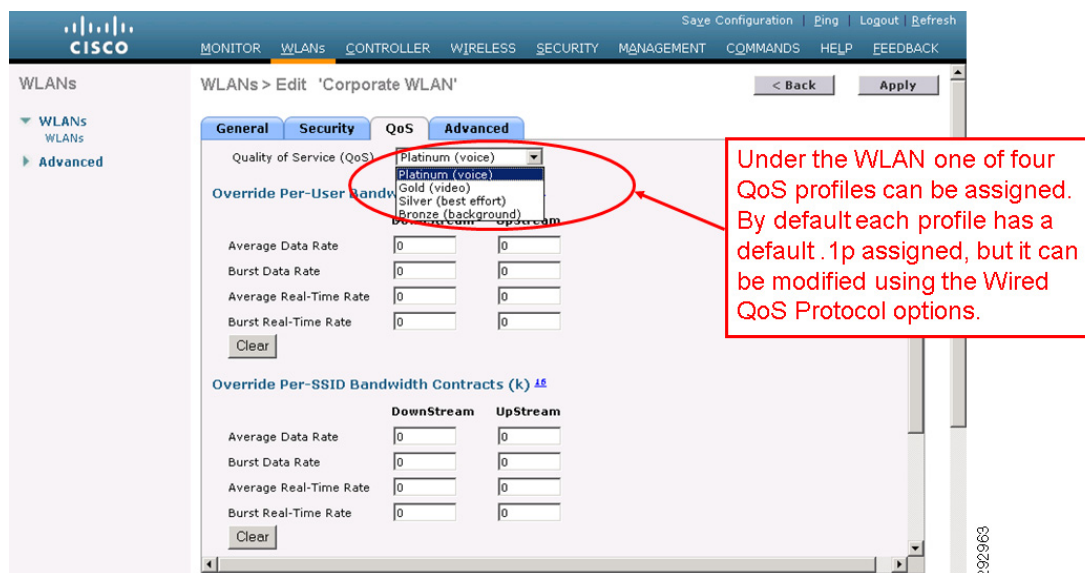 Save Configuration | Ping | Logout | Refresh
CISCO
MONITOR WLANs CONTROLLER WIRELESS SECURITY MANAGEMENT COMMANDS HELP FEEDBACK
WLANs
WLANs > Edit 'Corporate WLAN'
< Back
Apply
WLANs
WLANs
Advanced
General Security QoS Advanced
Quality of Service (QoS) Platinum (voice)
Platinum (voice)
Gold (video)
Silver (best effort)
Bronze (background)
Override Per-User
DownStream UpStream
Average Data Rate 0 0
Burst Data Rate 0 0
Average Real-Time Rate 0 0
Burst Real-Time Rate 0 0
Clear
Override Per-SSID Bandwidth Contracts (k) 16
DownStream UpStream
Average Data Rate 0 0
Burst Data Rate 0 0
Average Real-Time Rate 0 0
Burst Real-Time Rate 0 0
Clear
Under the WLAN one of four
QoS profiles can be assigned.
By default each profile has a
default .1p assigned, but it can
be modified using the Wired
QoS Protocol options.
292963